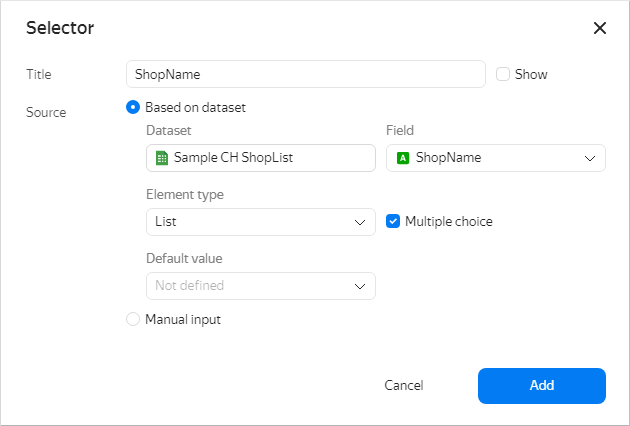 Selector
Title
ShopName
Show
Source
Based on dataset
Dataset
Field
Sample CH ShopList
A ShopName
Element type
List
Multiple choice
Default value
Not defined
Manual input
Cancel
Add